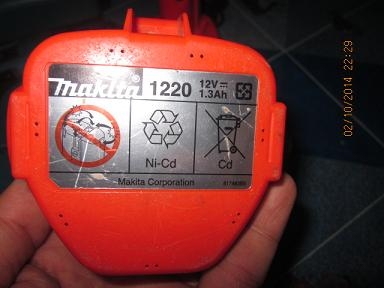 makita 1220 12V
1.3Ah
Ni-Cd
Cd
Makita Corporation
02/10/2014 22:29